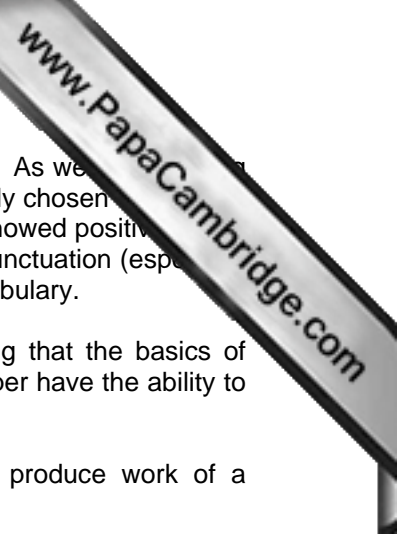 www.PapaCambridge.com
As we
ly chosen
howed positiv
unctuation (esp
bulary.
g that the basics of
per have the ability to
produce work of a